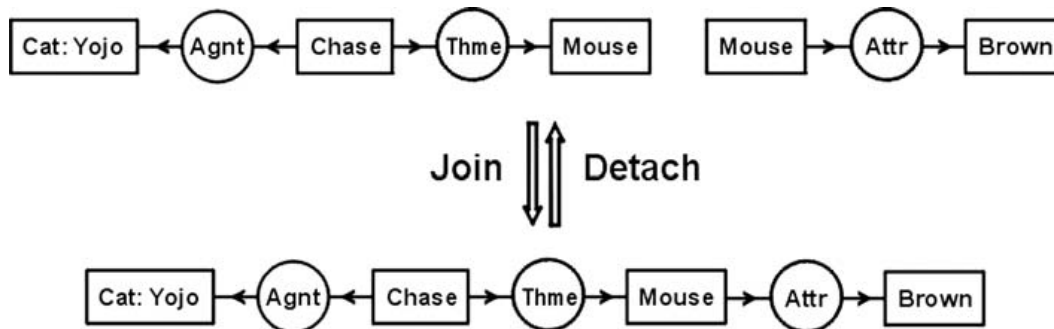 Cat: Yojo Agnt Chase Thme Mouse Mouse Attr Brown
Join Detach
Cat: Yojo Agnt Chase Thme Mouse Attr Brown